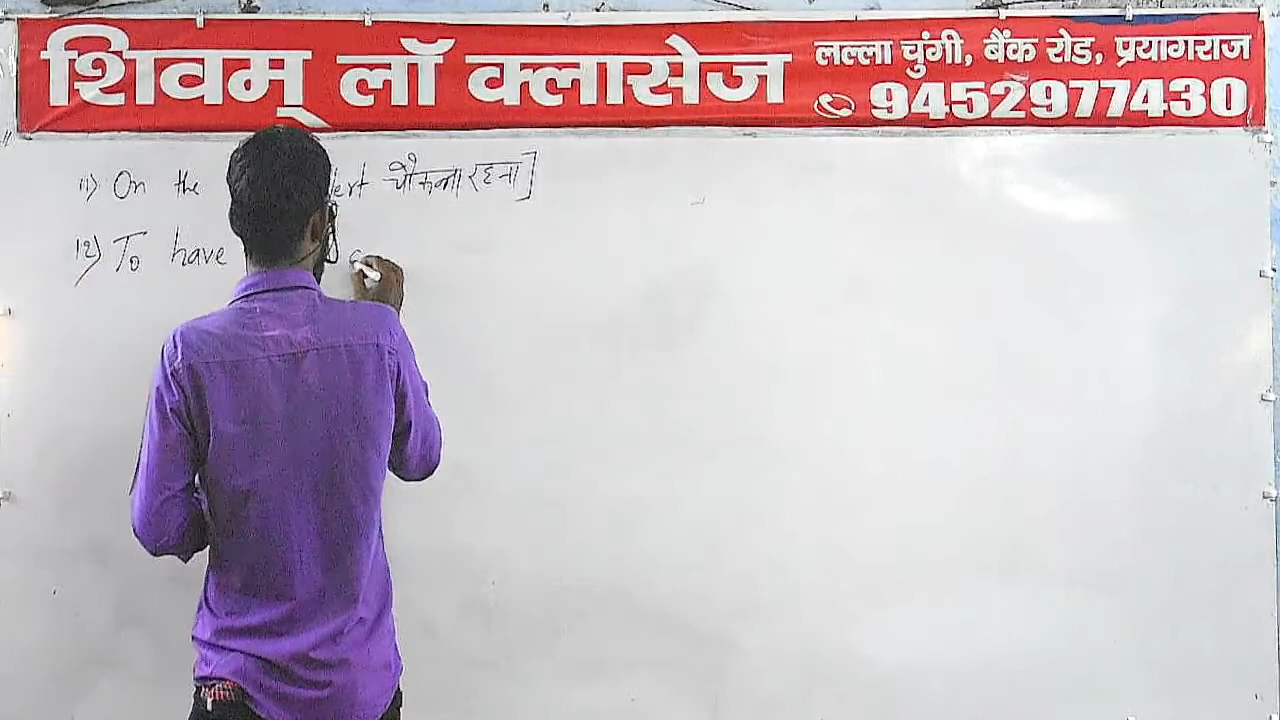 शिवम् लॉ क्लासेज
लल्ला चुंगी, बैंक रोड, प्रयागराज
9452977430
11) On the lert चौकन्ना रहना]
12) To have